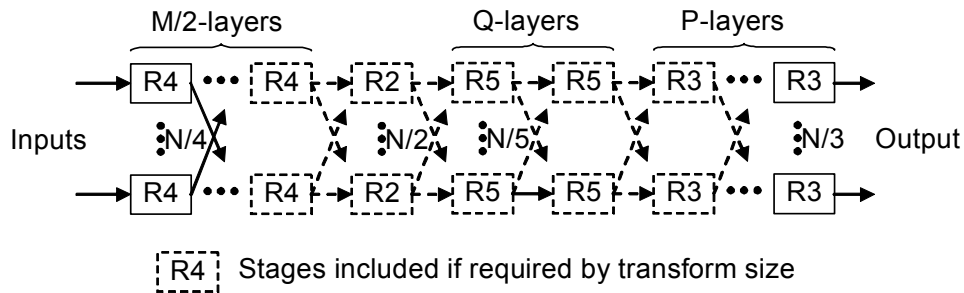 M/2-layers Q-layers P-layers
R4 R4 R2 R5 R5 R3 R3
Inputs N/4 N/2 N/5 N/3 Output
R4 R4 R2 R5 R5 R3 R3
R4 Stages included if required by transform size